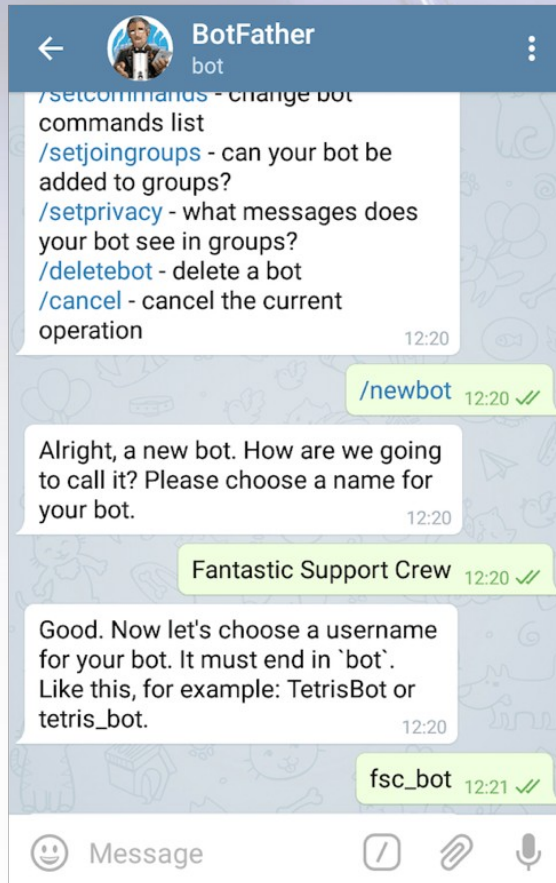 BotFather
bot
/setcommands - change bot
commands list
/setjoingroups - can your bot be
added to groups?
/setprivacy - what messages does
your bot see in groups?
/deletebot - delete a bot
/cancel - cancel the current
operation
12:20
/newbot 12:20
Alright, a new bot. How are we going
to call it? Please choose a name for
your bot.
12:20
Fantastic Support Crew 12:20
Good. Now let's choose a username
for your bot. It must end in `bot`.
Like this, for example: TetrisBot or
tetris_bot.
12:20
fsc_bot 12:21
Message